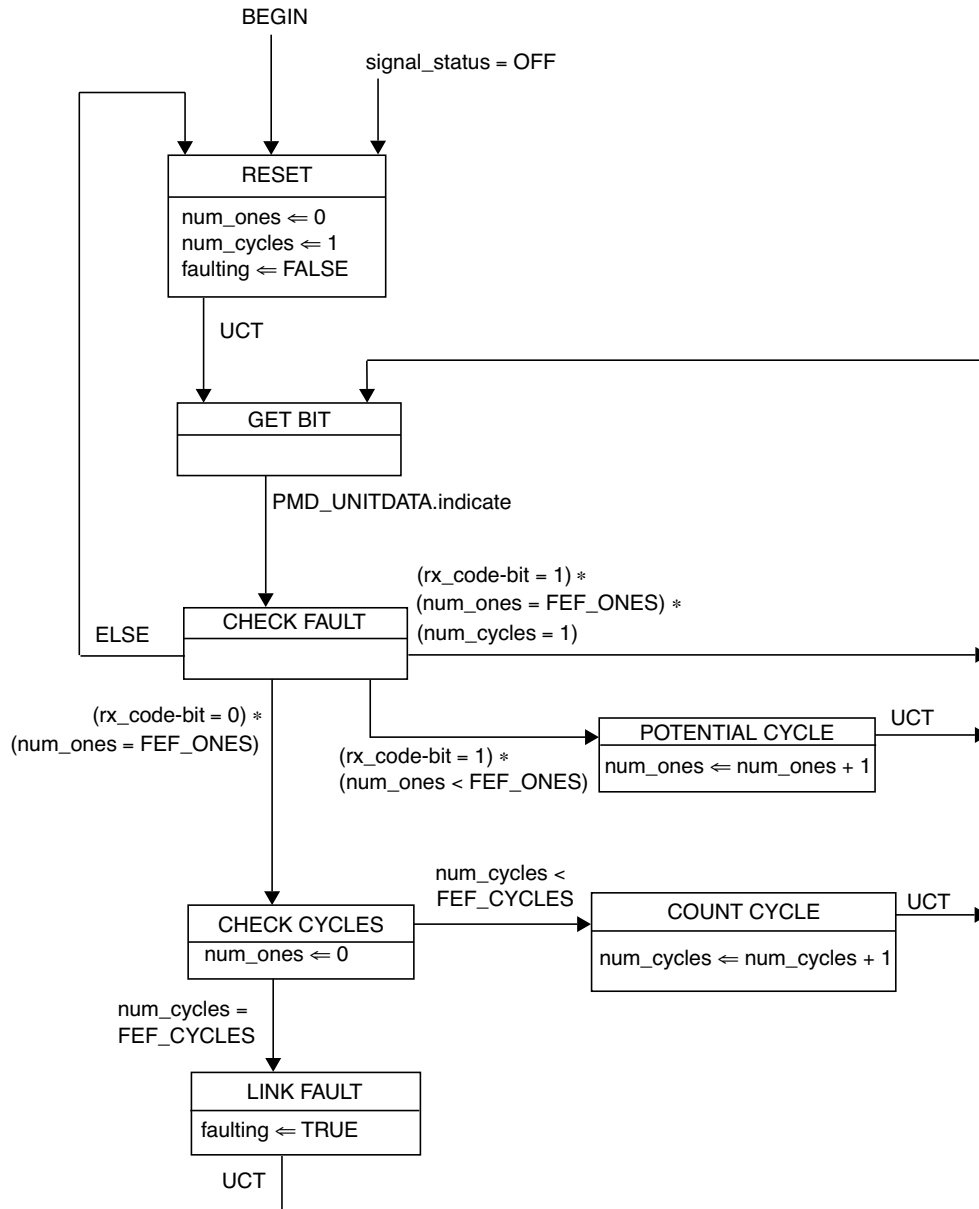 BEGIN
signal_status = OFF
RESET
num_ones ⇐ 0
num_cycles ⇐ 1
faulting ⇐ FALSE
UCT
GET BIT
PMD_UNITDATA.indicate
(rx_code-bit = 1) *
(num_ones = FEF_ONES) *
(num_cycles = 1)
CHECK FAULT
ELSE
(rx_code-bit = 0) *
(num_ones = FEF_ONES)
(rx_code-bit = 1) *
(num_ones < FEF_ONES)
POTENTIAL CYCLE
num_ones ⇐ num_ones + 1
UCT
CHECK CYCLES
num_ones ⇐ 0
num_cycles <
FEF_CYCLES
COUNT CYCLE
num_cycles ⇐ num_cycles + 1
UCT
num_cycles =
FEF_CYCLES
LINK FAULT
faulting ⇐ TRUE
UCT